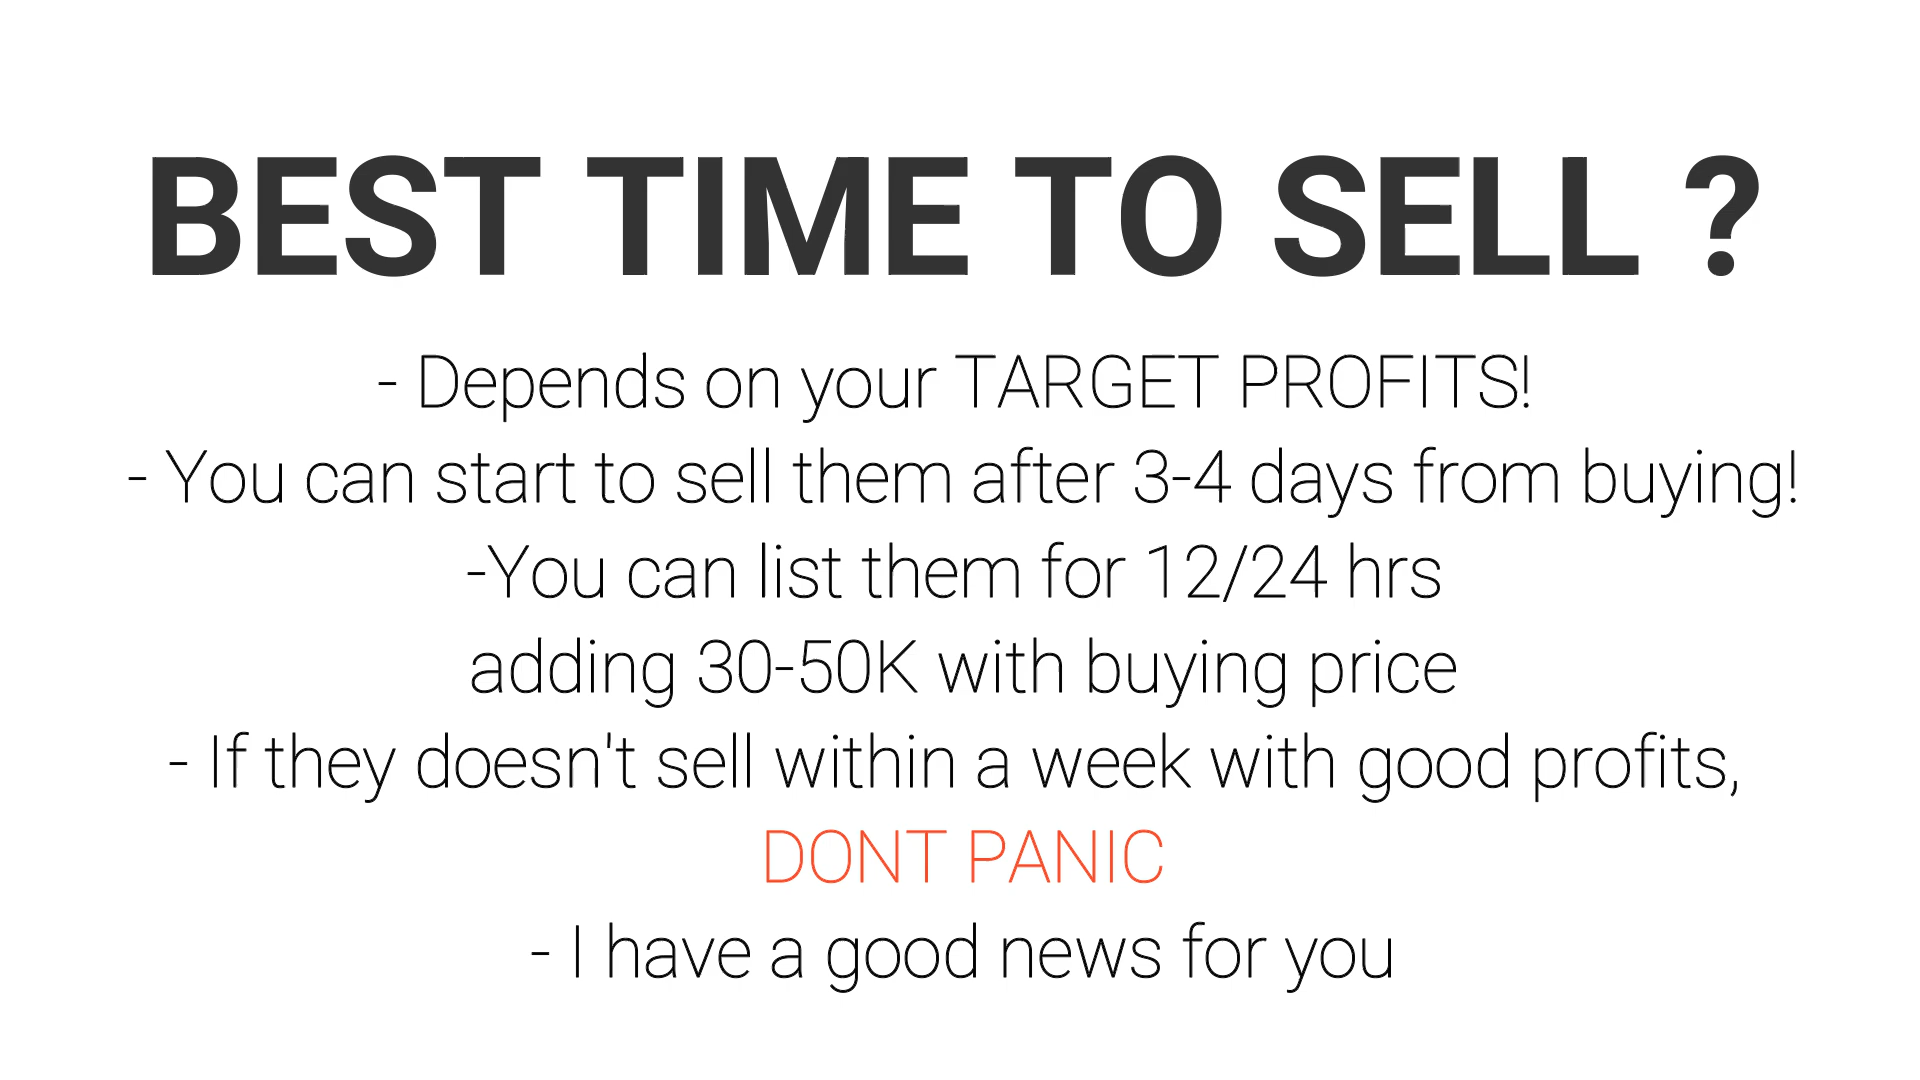 BEST TIME TO SELL ?
- Depends on your TARGET PROFITS!
- You can start to sell them after 3-4 days from buying!
-You can list them for 12/24 hrs
adding 30-50K with buying price
- If they doesn't sell within a week with good profits,
DONT PANIC
- I have a good news for you